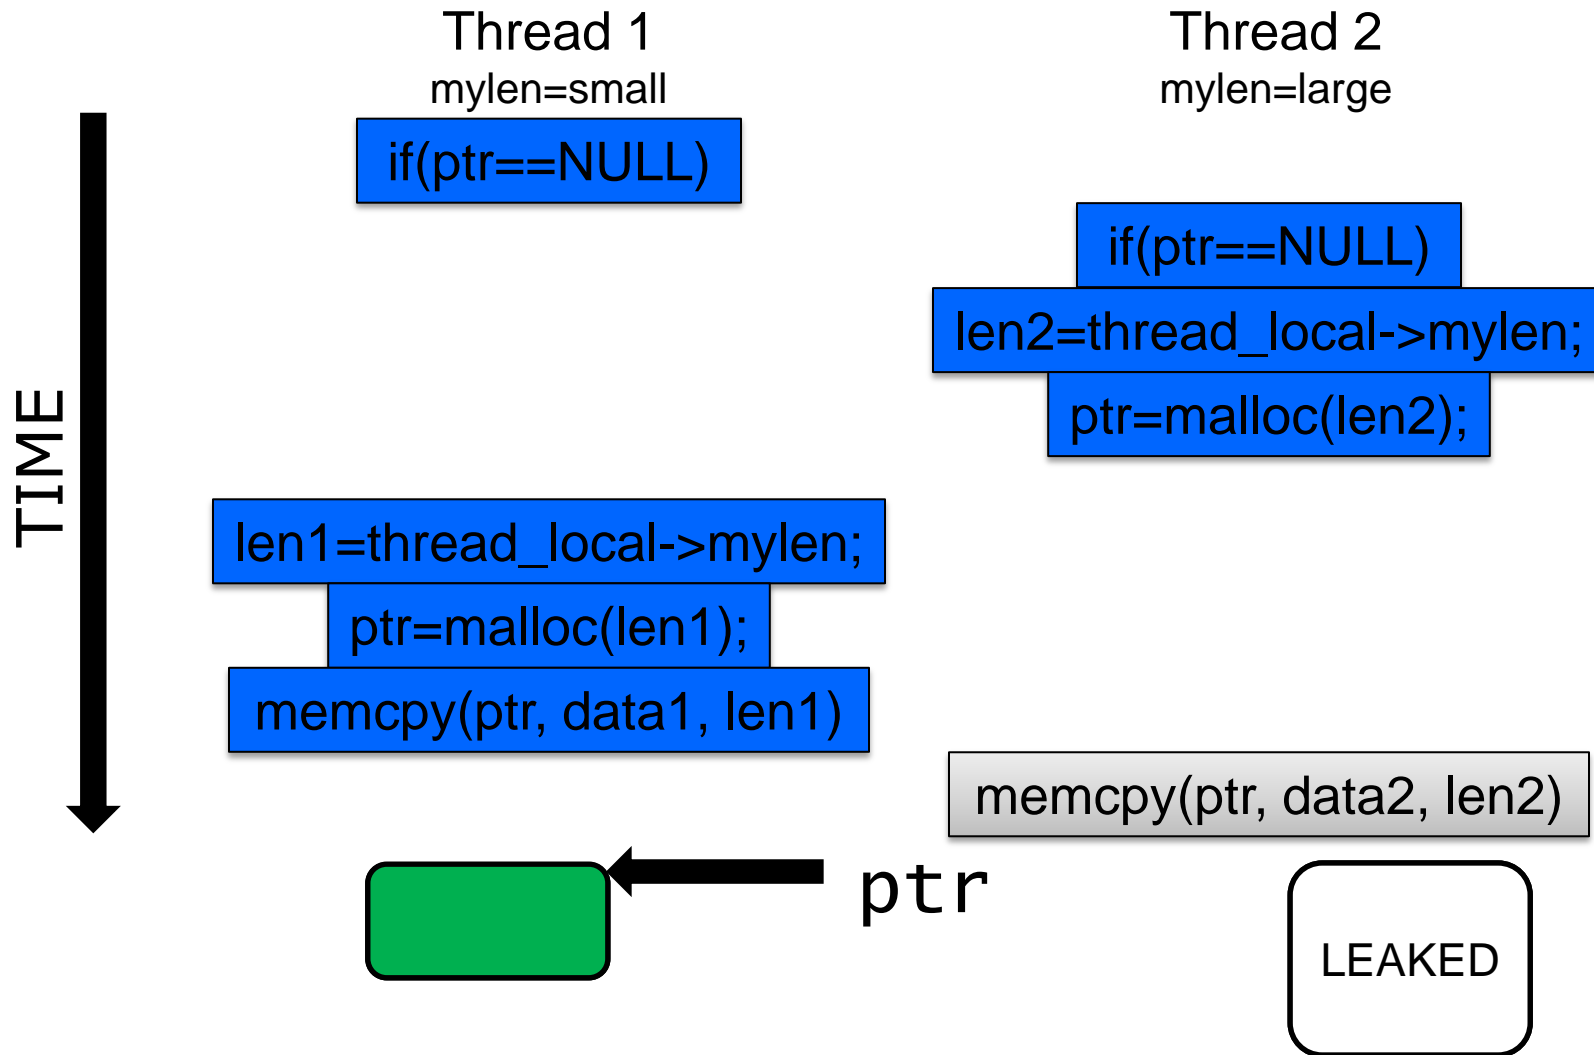 Thread 1
mylen=small
Thread 2
mylen=large
if(ptr==NULL)
if(ptr==NULL)
len2=thread_local->mylen;
ptr=malloc(len2);
TIME
len1=thread_local->mylen;
ptr=malloc(len1);
memcpy(ptr, data1, len1)
memcpy(ptr, data2, len2)
ptr
LEAKED